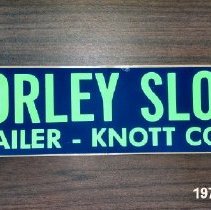 ORLEY SLO
AILER - KNOTT CO
197